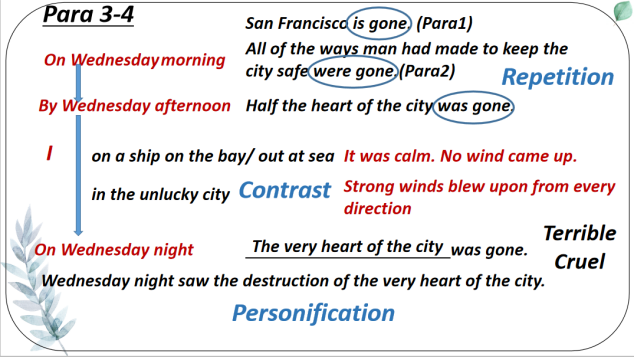 Para 3-4
San Francisco is gone. (Para1)
On Wednesday morning
All of the ways man had made to keep the
city safe were gone.(Para2)
Repetition
By Wednesday afternoon Half the heart of the city was gone.
I on a ship on the bay/ out at sea It was calm. No wind came up.
in the unlucky city Contrast Strong winds blew upon from every
direction
On Wednesday night The very heart of the city was gone.
Terrible
Cruel
Wednesday night saw the destruction of the very heart of the city.
Personification